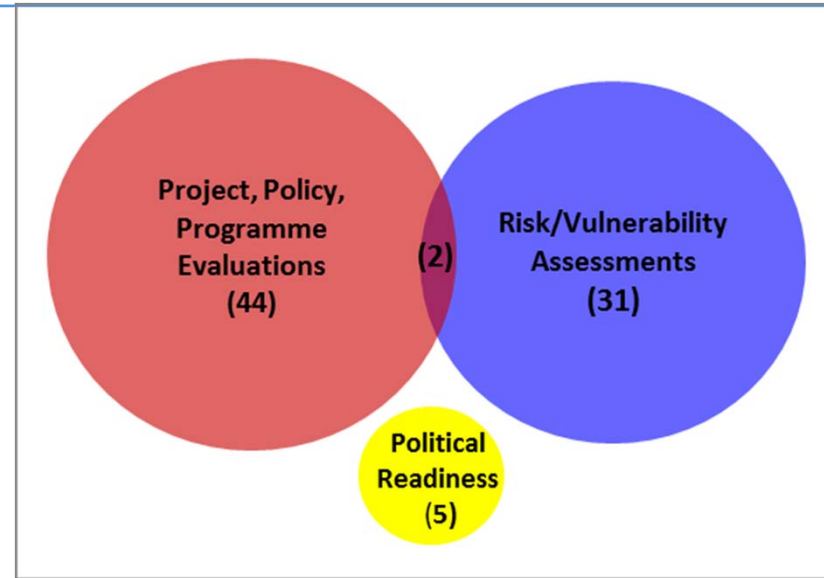 Project, Policy,
Programme
Evaluations
(44)
(2)
Risk/Vulnerability
Assessments
(31)
Political
Readiness
(5)